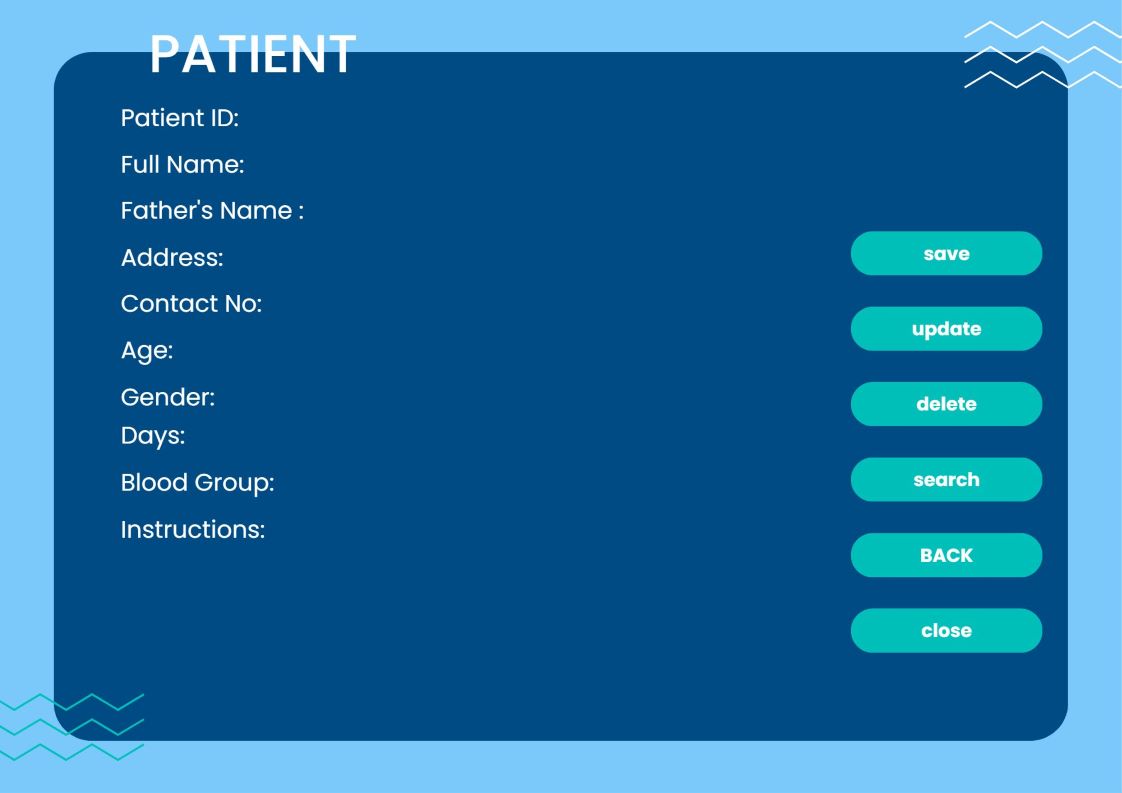 PATIENT
Patient ID:
Full Name:
Father's Name :
Address:
Contact No:
Age:
Gender:
Days:
Blood Group:
Instructions:
save
update
delete
search
BACK
close